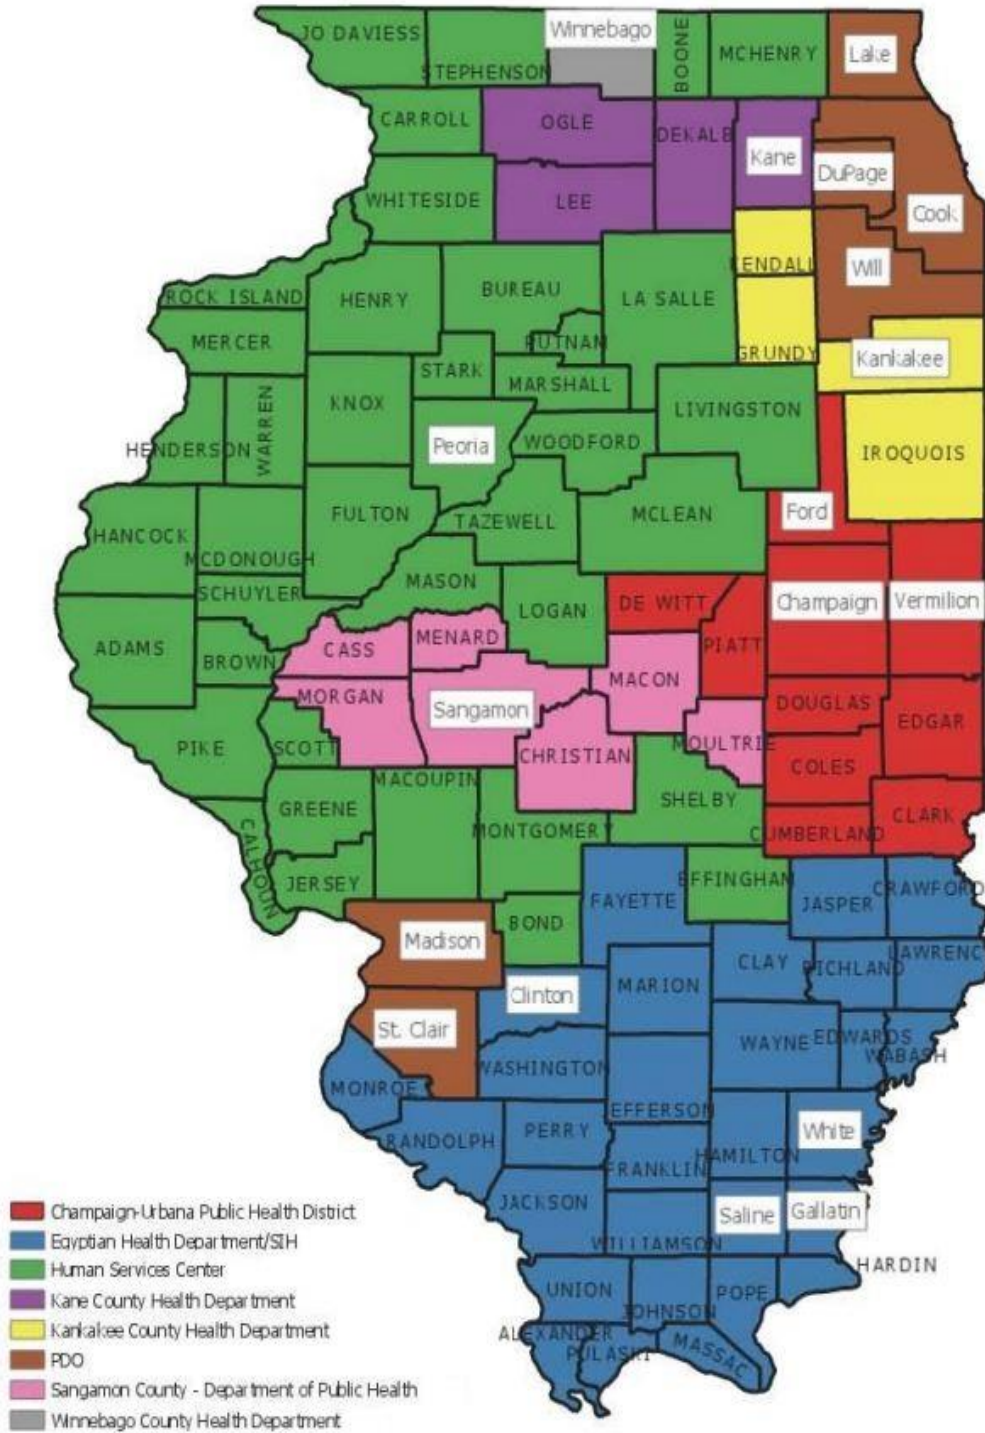 JO DAVIESS
STEPHENSON
Winnebago
BOONE
MCHENRY
Lake
CARROLL
OGLE
DEKALB
Kane
DuPage
Cook
WHITESIDE
LEE
KENDALL
Will
ROCK ISLAND
HENRY
BUREAU
LA SALLE
MERCER
PUTNAM
GRUNDY
Kankakee
STARK
MARSHALL
KNOX
WARREN
LIVINGSTON
HENDERSON
Peoria
WOODFORD
IROQUOIS
HANCOCK
MCDONOUGH
FULTON
TAZEWELL
MCLEAN
Ford
SCHUYLER
MASON
LOGAN
DE WITT
Champaign
Vermilion
ADAMS
BROWN
CASS
MENARD
PIATT
MORGAN
Sangamon
MACON
DOUGLAS
EDGAR
PIKE
SCOTT
CHRISTIAN
MOULTRIE
COLES
MACOUPIN
GREENE
MONTGOMERY
SHELBY
CLARK
CUMBERLAND
CALHOUN
JERSEY
FAYETTE
EFFINGHAM
JASPER
CRAWFORD
BOND
Madison
CLAY
RICHLAND
LAWRENC
Clinton
MARION
St. Clair
WAYNE
EDWARDS
WABASH
WASHINGTON
MONROE
EFFERSON
RANDOLPH
PERRY
HAMILTON
White
FRANKLIN
JACKSON
Saline
Gallatin
WILLIAMSON
HARDIN
UNION
JOHNSON
POPE
ALEXANDER
PULASKI
MASSAC
Champaign-Urbana Public Health District
Egyptian Health Department/SIH
Human Services Center
Kane County Health Department
Kankakee County Health Department
PDO
Sangamon County - Department of Public Health
Winnebago County Health Department